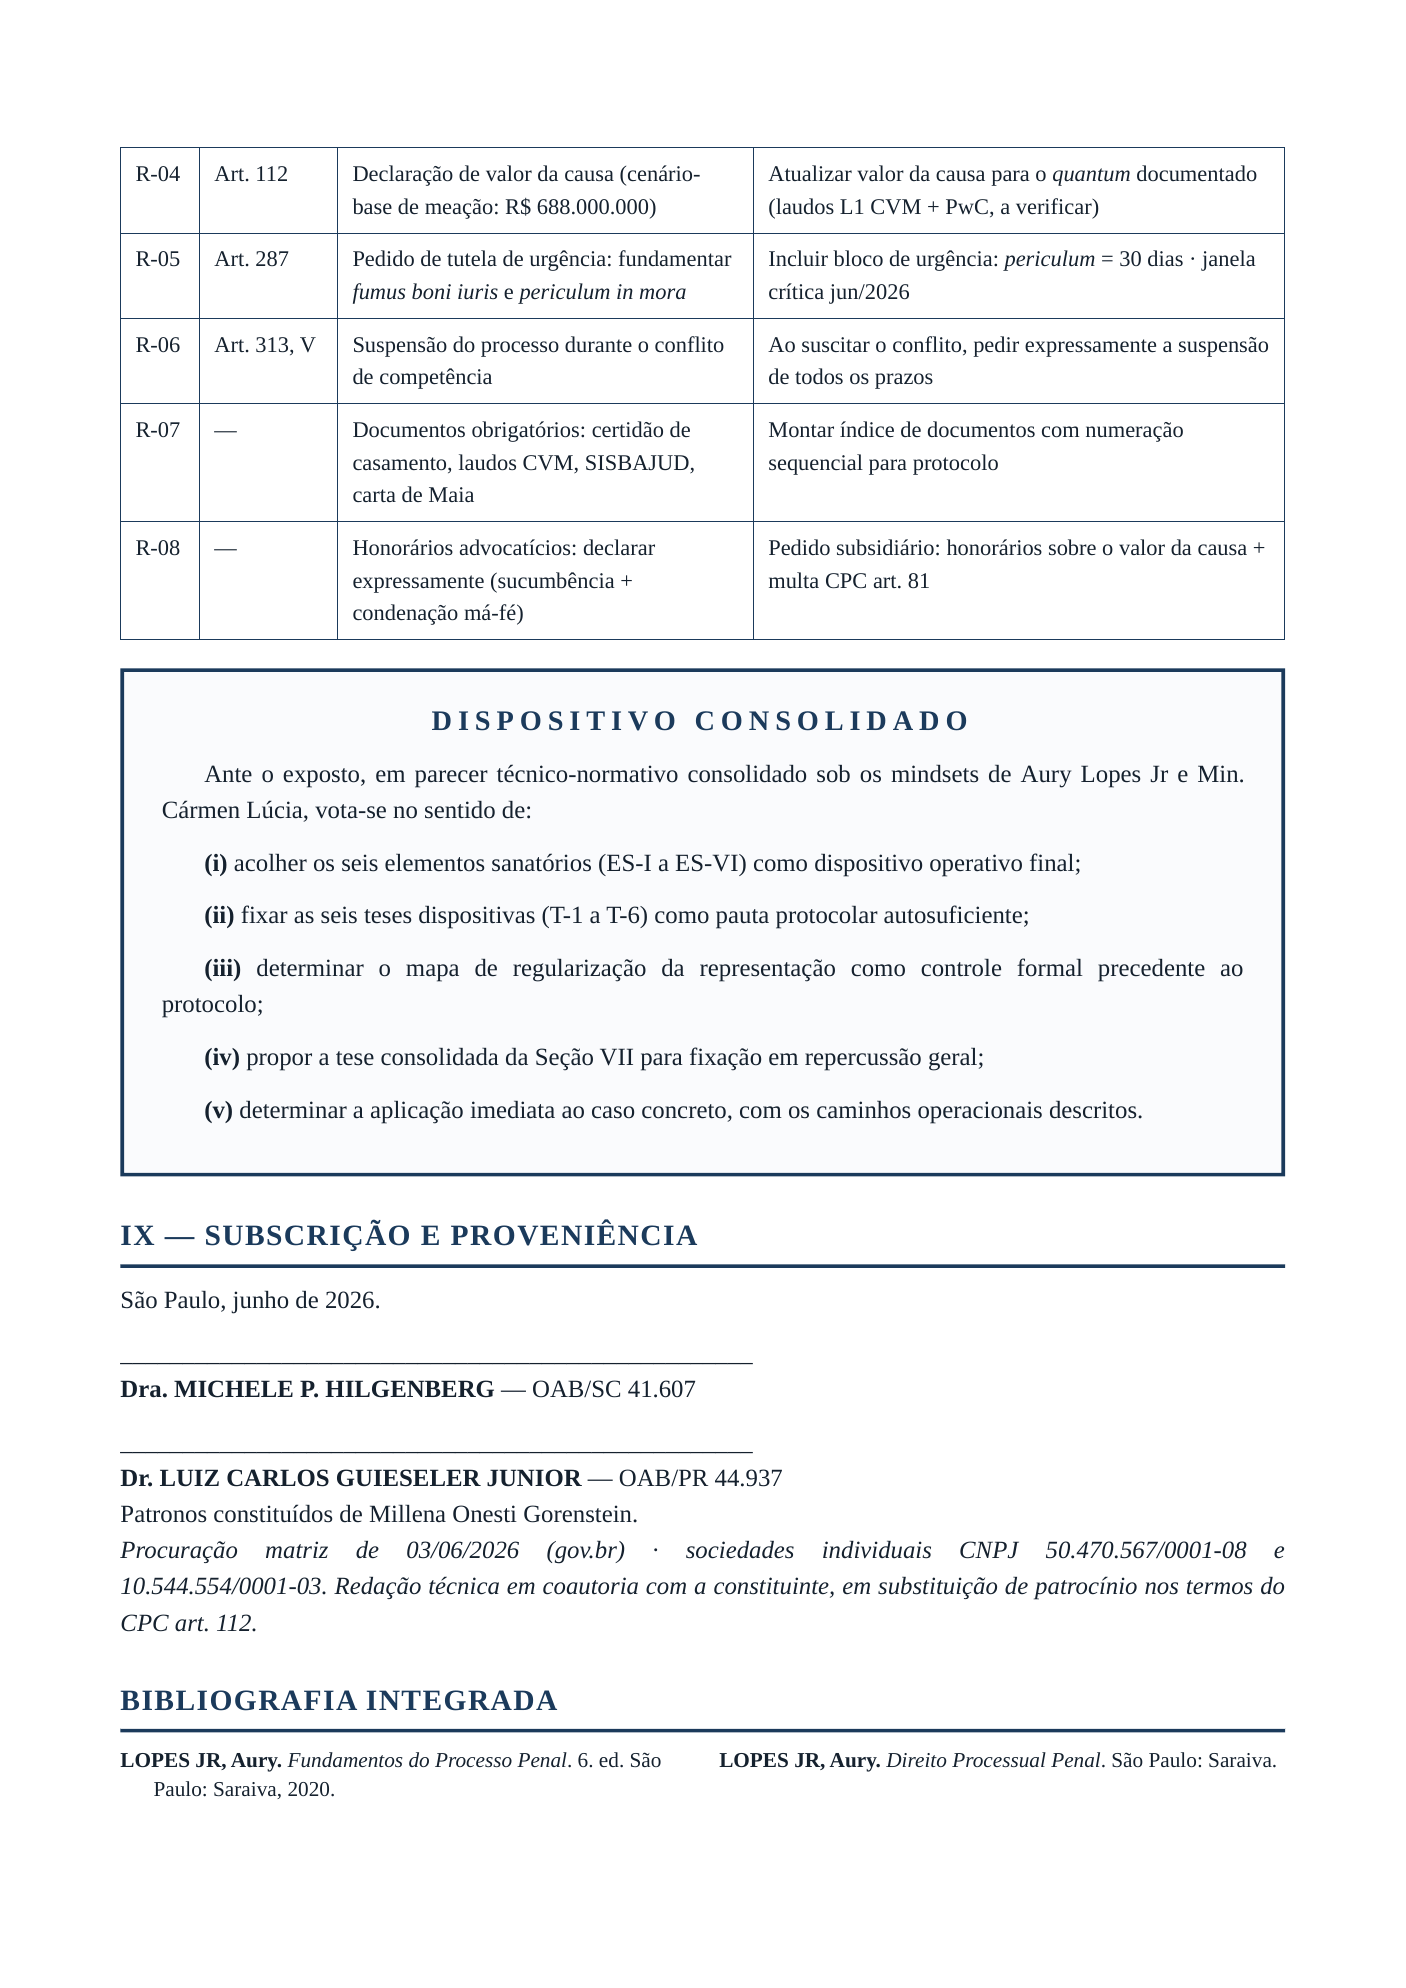 R-04 Art. 112 Declaração de valor da causa (cenário- Atualizar valor da causa para o quantum documentado
base de meação: R$ 688.000.000) (laudos L1 CVM + PwC, a verificar)
R-05 Art. 287 Pedido de tutela de urgência: fundamentar Incluir bloco de urgência: periculum = 30 dias · janela
fumus boni iuris e periculum in mora crítica jun/2026
R-06 Art. 313, V Suspensão do processo durante o conflito Ao suscitar o conflito, pedir expressamente a suspensão
de competência de todos os prazos
R-07 — Documentos obrigatórios: certidão de Montar índice de documentos com numeração
casamento, laudos CVM, SISBAJUD, sequencial para protocolo
carta de Maia
R-08 — Honorários advocatícios: declarar Pedido subsidiário: honorários sobre o valor da causa +
expressamente (sucumbência + multa CPC art. 81
condenação má-fé)
DISPOSITIVO CONSOLIDADO
Ante o exposto, em parecer técnico-normativo consolidado sob os mindsets de Aury Lopes Jr e Min.
Cármen Lúcia, vota-se no sentido de:
(i) acolher os seis elementos sanatórios (ES-I a ES-VI) como dispositivo operativo final;
(ii) fixar as seis teses dispositivas (T-1 a T-6) como pauta protocolar autosuficiente;
(iii) determinar o mapa de regularização da representação como controle formal precedente ao
protocolo;
(iv) propor a tese consolidada da Seção VII para fixação em repercussão geral;
(v) determinar a aplicação imediata ao caso concreto, com os caminhos operacionais descritos.
IX — SUBSCRIÇÃO E PROVENIÊNCIA
São Paulo, junho de 2026.
Dra. MICHELE P. HILGENBERG — OAB/SC 41.607
Dr. LUIZ CARLOS GUIESELER JUNIOR — OAB/PR 44.937
Patronos constituídos de Millena Onesti Gorenstein.
Procuração matriz de 03/06/2026 (gov.br) · sociedades individuais CNPJ 50.470.567/0001-08 e
10.544.554/0001-03. Redação técnica em coautoria com a constituinte, em substituição de patrocínio nos termos do
CPC art. 112.
BIBLIOGRAFIA INTEGRADA
LOPES JR, Aury. Fundamentos do Processo Penal. 6. ed. São
Paulo: Saraiva, 2020.
LOPES JR, Aury. Direito Processual Penal. São Paulo: Saraiva.